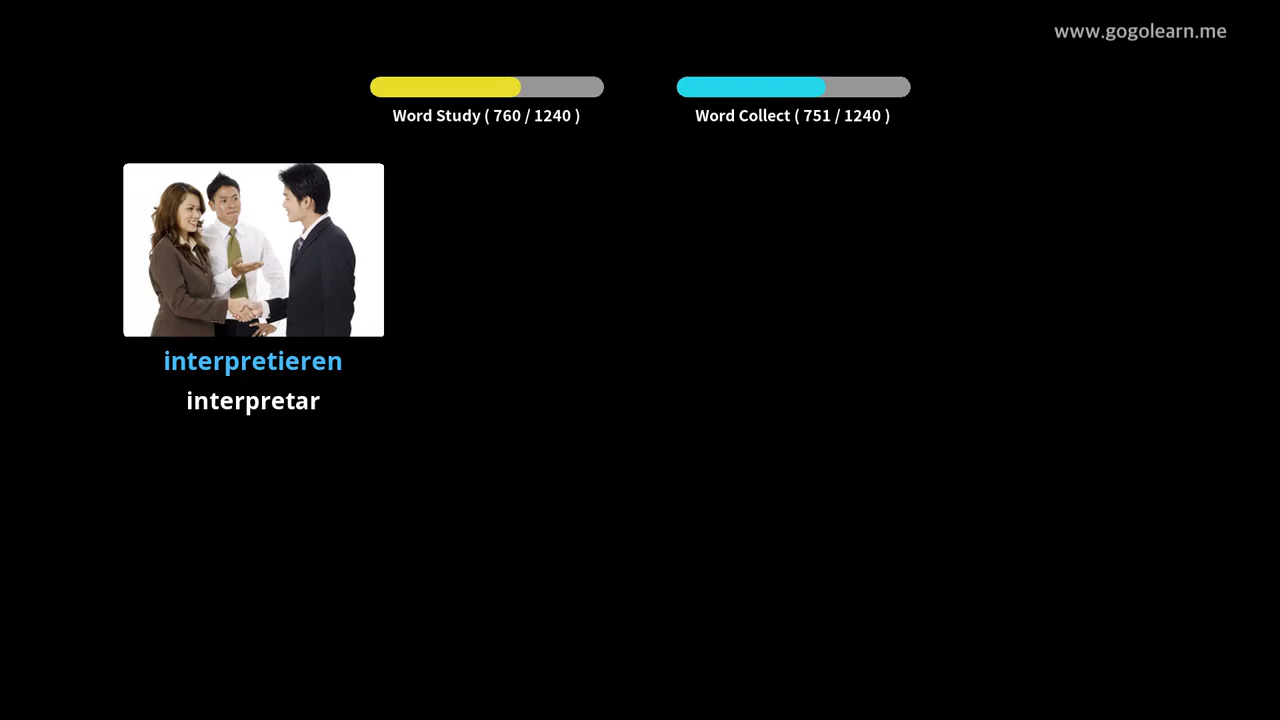 www.gogolearn.me
Word Study ( 760 / 1240 )
Word Collect ( 751 / 1240 )
interpretieren
interpretar